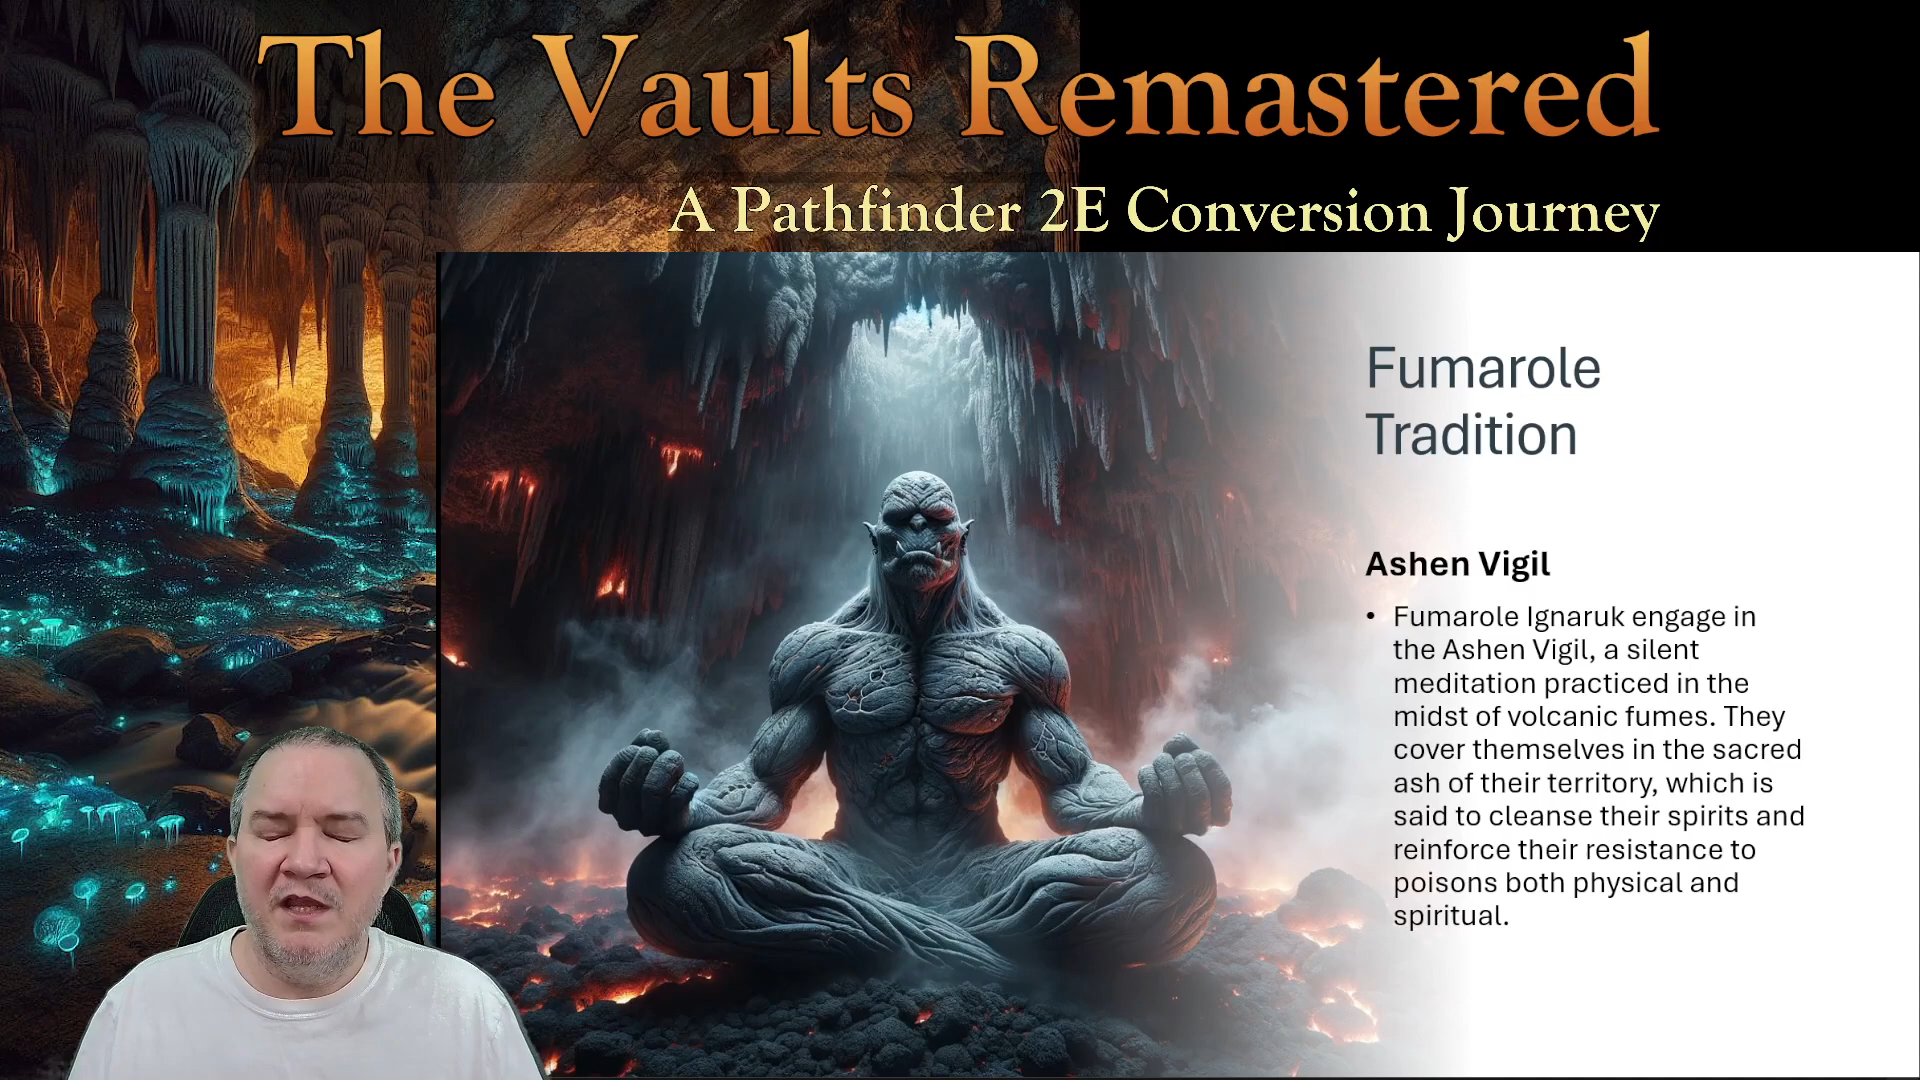 The Vaults Remastered
A Pathfinder 2E Conversion Journey
Fumarole
Tradition
Ashen Vigil
• Fumarole Ignaruk engage in
the Ashen Vigil, a silent
meditation practiced in the
midst of volcanic fumes. They
cover themselves in the sacred
ash of their territory, which is
said to cleanse their spirits and
reinforce their resistance to
poisons both physical and
spiritual.